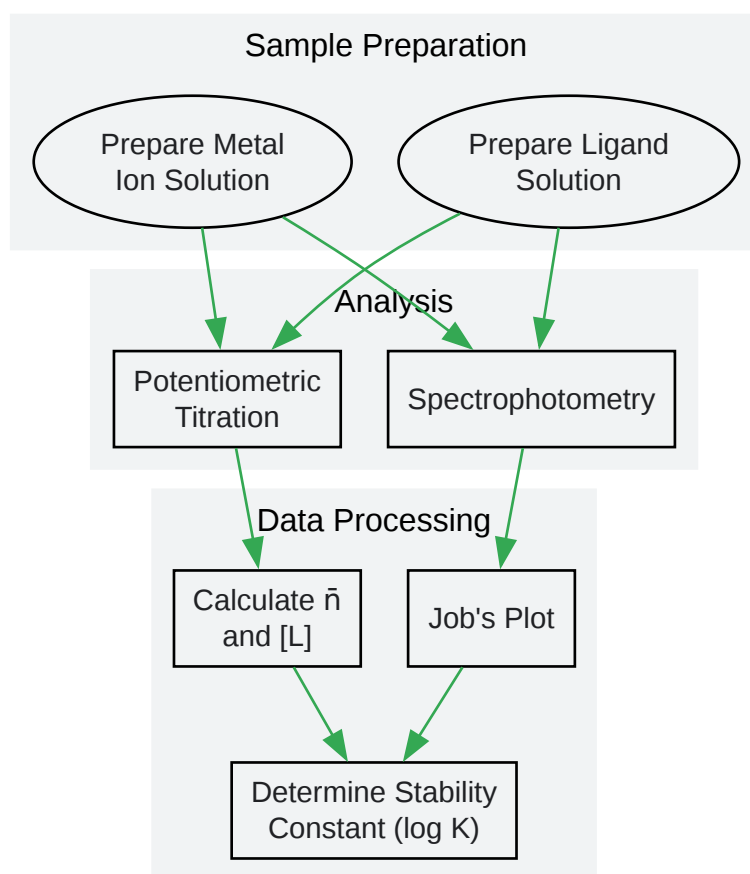 Sample Preparation
Prepare Metal
Ion Solution
Prepare Ligand
Solution
Analysis
Potentiometric
Titration
Spectrophotometry
Data Processing
Calculate n̄
and [L]
Job's Plot
Determine Stability
Constant (log K)